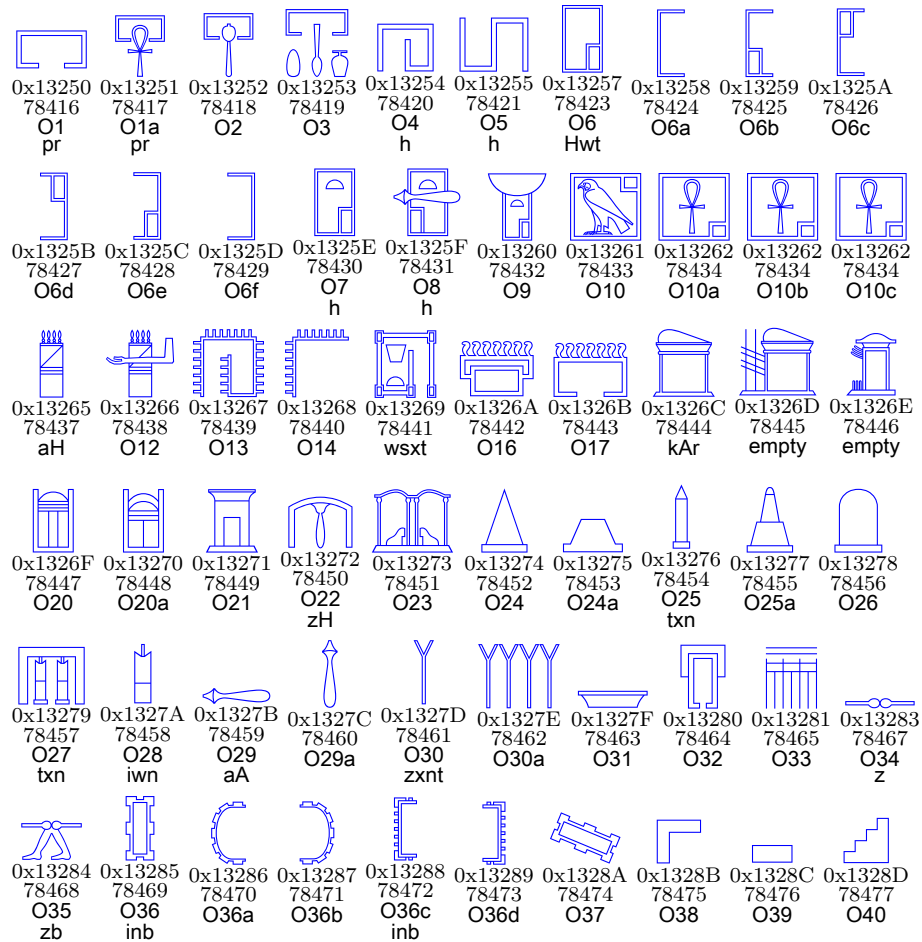 0x13250 0x13251 0x13252 0x13253 0x13254 0x13255 0x13257 0x13258 0x13259 0x1325A
78416 78417 78418 78419 78420 78421 78423 78424 78425 78426
O1 O1a O2 O3 O4 O5 O6 O6a O6b O6c
pr pr h h Hwt
0x1325B 0x1325C 0x1325D 0x1325E 0x1325F 0x13260 0x13261 0x13262 0x13262 0x13262
78427 78428 78429 78430 78431 78432 78433 78434 78434 78434
O6d O6e O6f O7 O8 O9 O10 O10a O10b O10c
h h
0x13265 0x13266 0x13267 0x13268 0x13269 0x1326A 0x1326B 0x1326C 0x1326D 0x1326E
78437 78438 78439 78440 78441 78442 78443 78444 78445 78446
aH O12 O13 O14 wsxt O16 O17 kAr empty empty
0x1326F 0x13270 0x13271 0x13272 0x13273 0x13274 0x13275 0x13276 0x13277 0x13278
78447 78448 78449 78450 78451 78452 78453 78454 78455 78456
O20 O20a O21 O22 O23 O24 O24a O25 O25a O26
zH txn
0x13279 0x1327A 0x1327B 0x1327C 0x1327D 0x1327E 0x1327F 0x13280 0x13281 0x13283
78457 78458 78459 78460 78461 78462 78463 78464 78465 78467
O27 O28 O29 O29a O30 O30a O31 O32 O33 O34
txn iwn aA zxnt z
0x13284 0x13285 0x13286 0x13287 0x13288 0x13289 0x1328A 0x1328B 0x1328C 0x1328D
78468 78469 78470 78471 78472 78473 78474 78475 78476 78477
O35 O36 O36a O36b O36c O36d O37 O38 O39 O40
zb inb inb